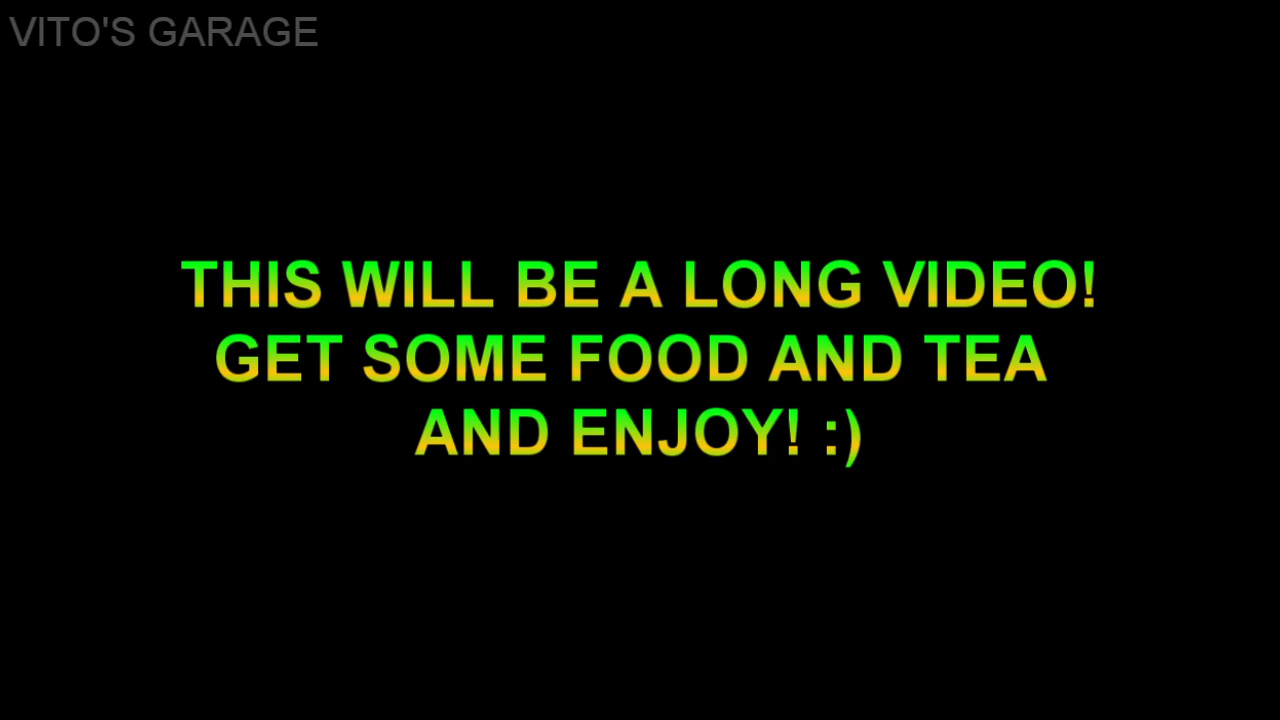 VITO'S GARAGE
THIS WILL BE A LONG VIDEO!
GET SOME FOOD AND TEA
AND ENJOY! :)